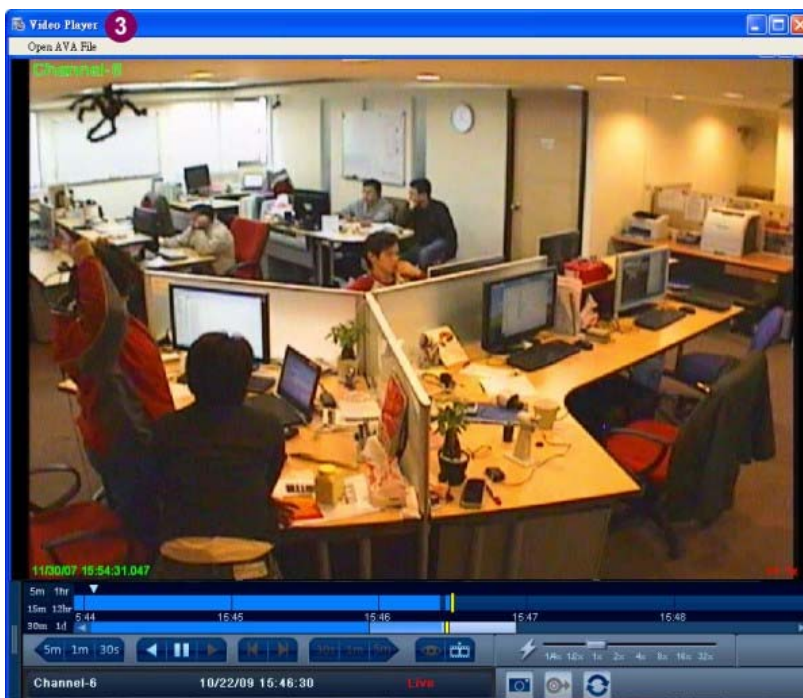 Video Player 3
Open AVA File
Channel-6
11/30/07 15:54:31.047
5m 1hr
15m 12hr
30m 1d
5:44 15:45 15:46 15:47 15:48
5m 1m 30s
30s 1m 5m
1/4x 1/2x 1x 2x 4x 8x 16x 32x
Channel-6 10/22/09 15:46:30 Live